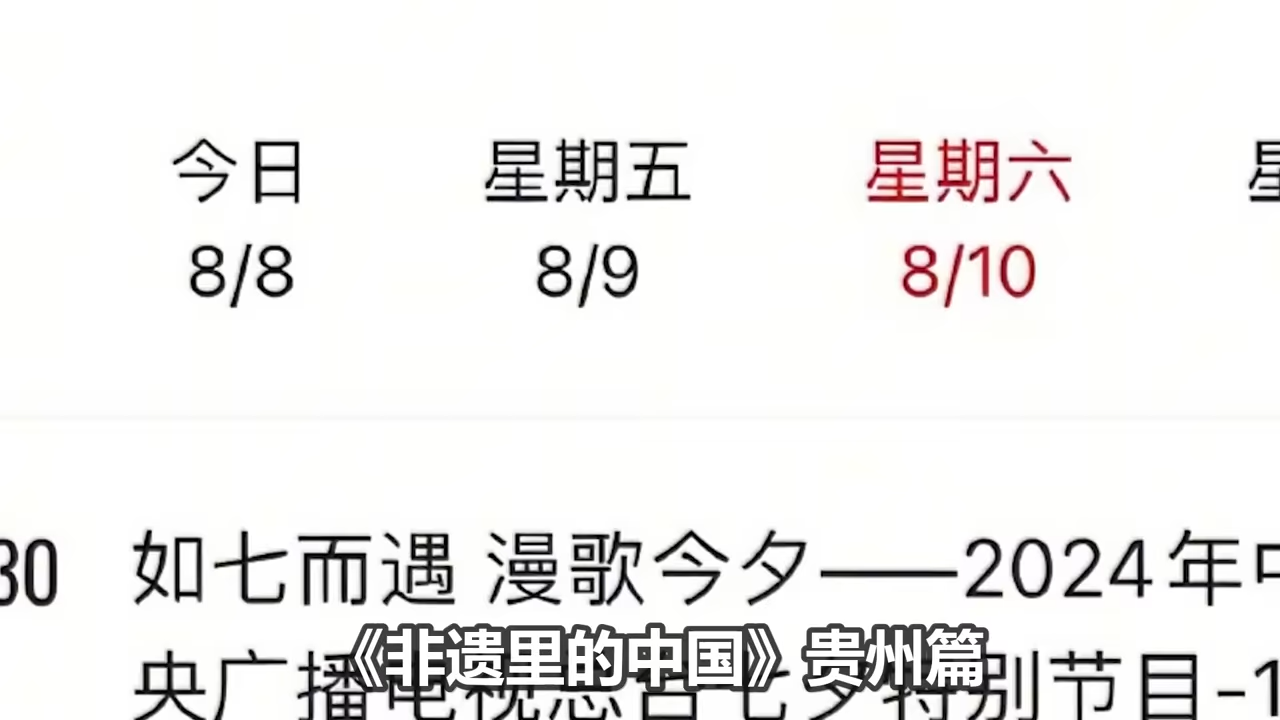 今日 星期五 星期六
8/8 8/9 8/10
30 如七而遇 漫歌今夕——2024年中
央广播电视总台七夕特别节目-1
《非遗里的中国》贵州篇